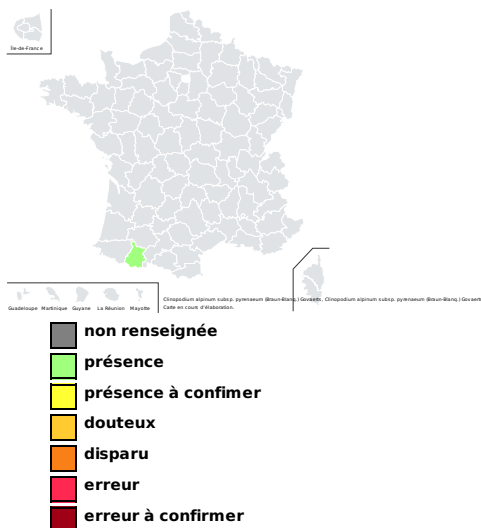 Île-de-France
Guadeloupe Martinique Guyane La Réunion Mayotte
Clinopodium alpinum subsp. pyrenaeum (Braun-Blanq.) Govaerts, Clinopodium alpinum subsp. pyrenaeum (Braun-Blanq.) Govaerts
Carte en cours d'élaboration.
non renseignée
présence
présence à confimer
douteux
disparu
erreur
erreur à confirmer